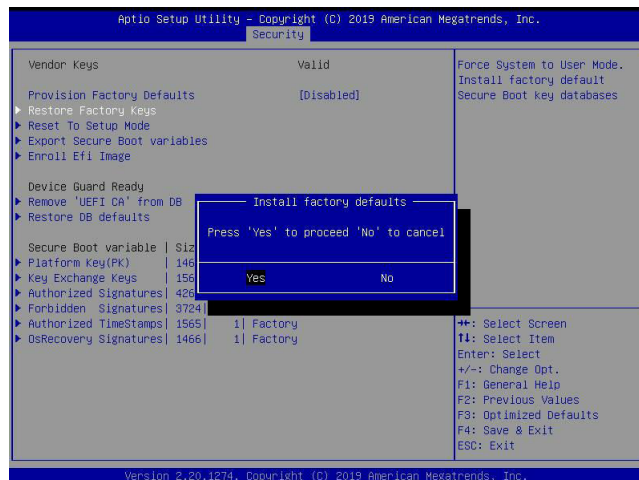 Aptio Setup Utility – Copyright (C) 2019 American Megatrends, Inc.
Security
Vendor Keys Valid
Provision Factory Defaults [Disabled]
Restore Factory Keys
Reset To Setup Mode
Export Secure Boot variables
Enroll Efi Image
Device Guard Ready
Remove 'UEFI CA' from DB
Restore DB defaults
Secure Boot variable | Siz
Platform Key(PK) | 146
Key Exchange Keys | 156
Authorized Signatures| 426
Forbidden Signatures| 3724|
Authorized TimeStamps| 1565| 1| Factory
OsRecovery Signatures| 1466| 1| Factory
Install factory defaults
Press 'Yes' to proceed 'No' to cancel
Yes No
Force System to User Mode.
Install factory default
Secure Boot key databases
↔: Select Screen
↑↓: Select Item
Enter: Select
+/-: Change Opt.
F1: General Help
F2: Previous Values
F3: Optimized Defaults
F4: Save & Exit
ESC: Exit
Version 2.20.1274. Copyright (C) 2019 American Megatrends, Inc.